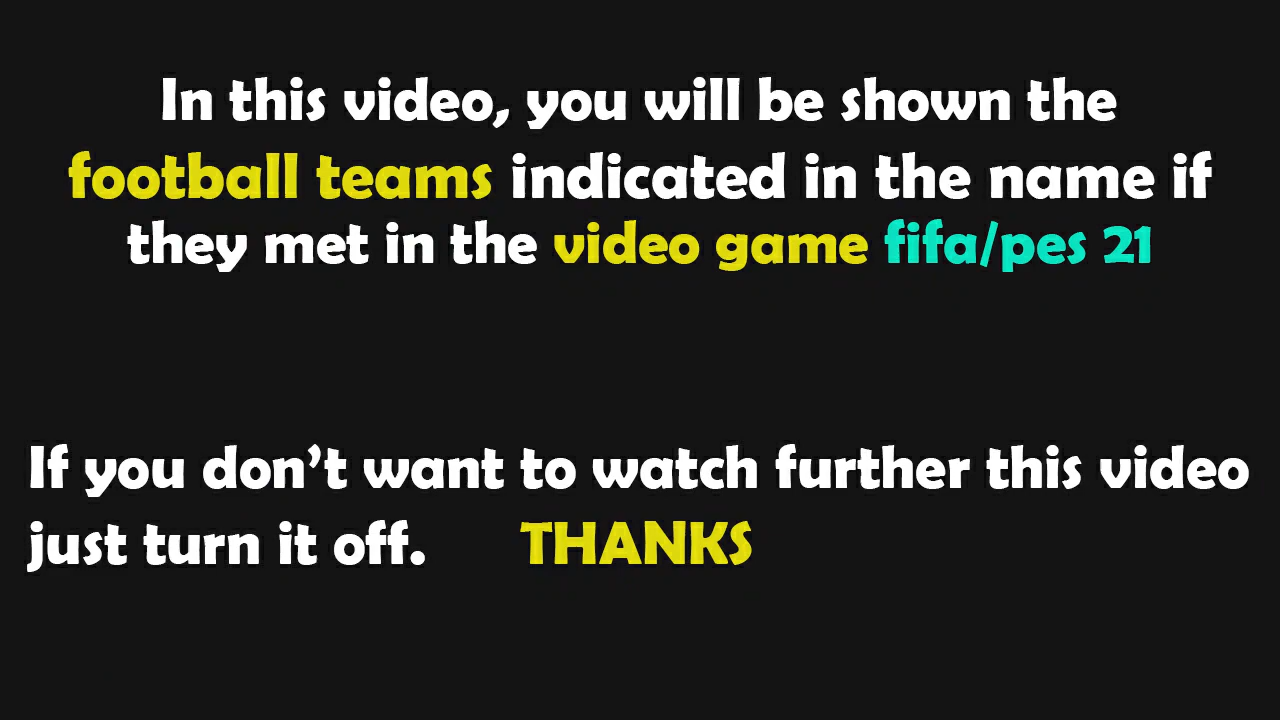 In this video, you will be shown the
football teams indicated in the name if
they met in the video game fifa/pes 21
If you don’t want to watch further this video
just turn it off. THANKS